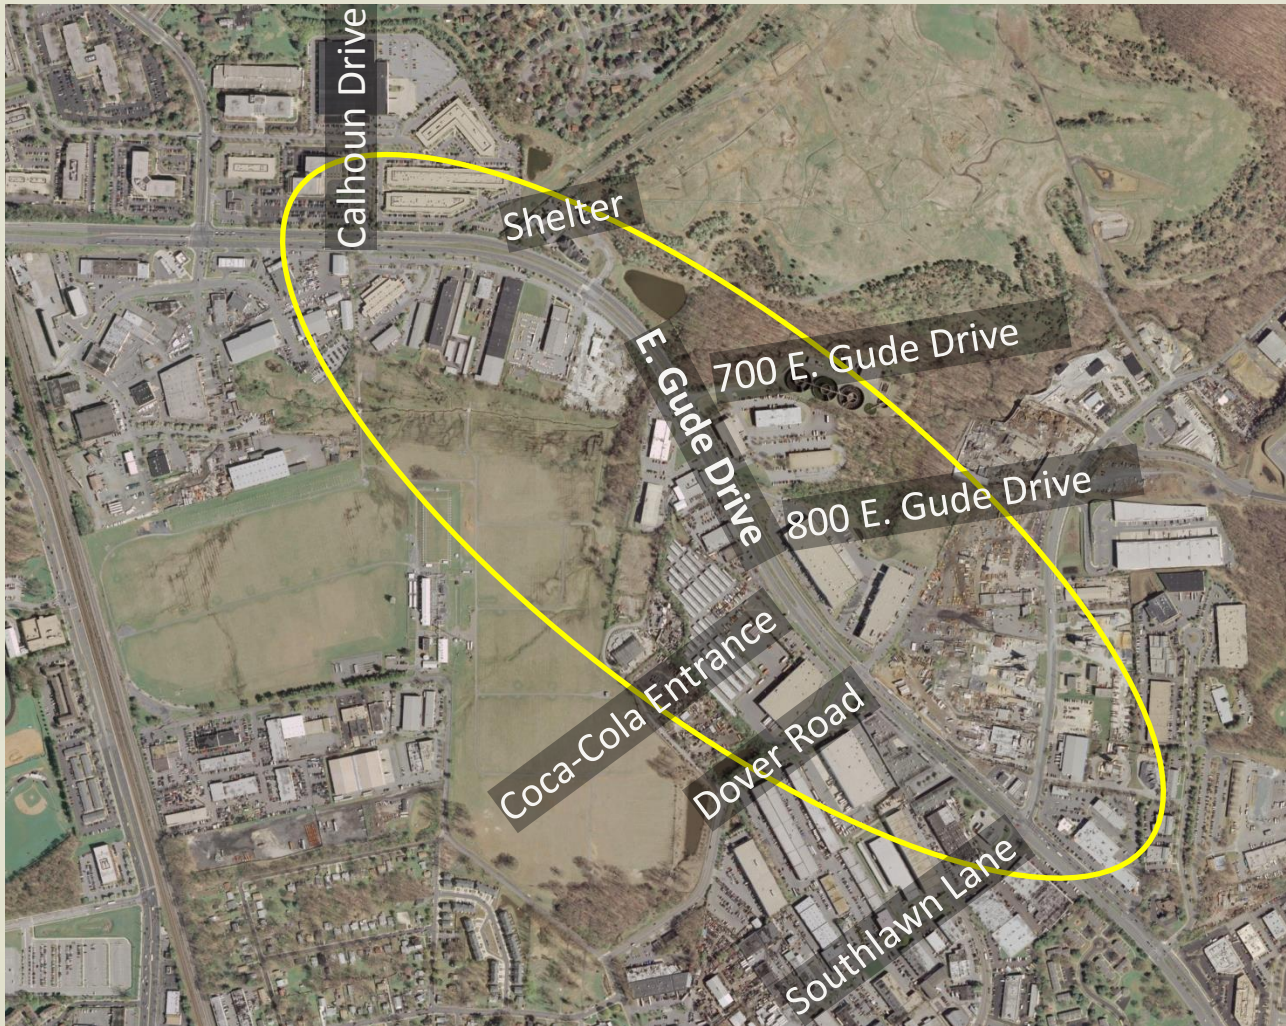 Calhoun Drive
Shelter
E. Gude Drive
700 E. Gude Drive
800 E. Gude Drive
Coca-Cola Entrance
Dover Road
Southlawn Lane